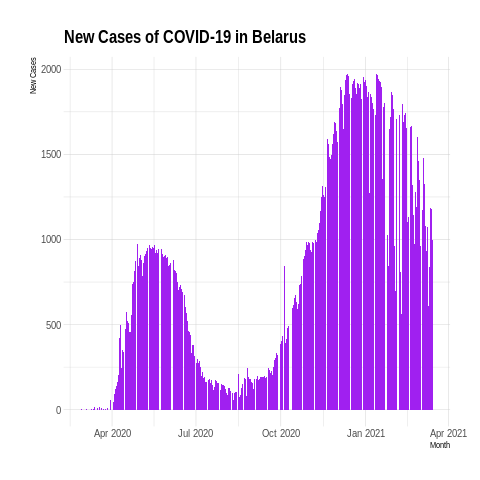 New Cases of COVID-19 in Belarus
New Cases
2000
1500
1000
500
0
Apr 2020 Jul 2020 Oct 2020 Jan 2021 Apr 2021
Month